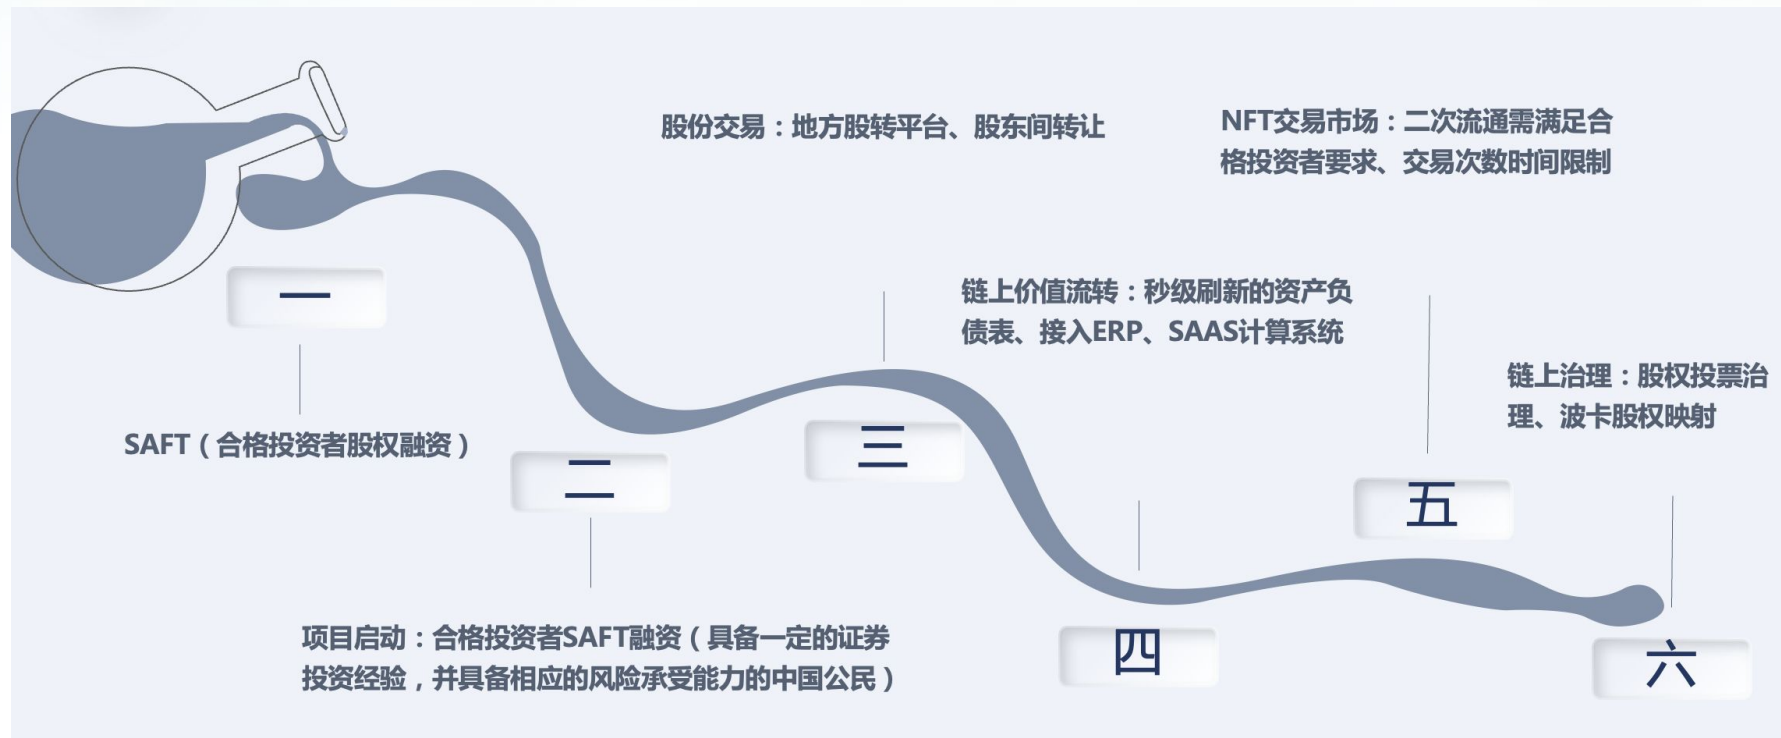 一
SAFT（合格投资者股权融资）
二
项目启动：合格投资者SAFT融资（具备一定的证券
投资经验，并具备相应的风险承受能力的中国公民）
股份交易：地方股转平台、股东间转让
三
链上价值流转：秒级刷新的资产负
债表、接入ERP、SAAS计算系统
四
NFT交易市场：二次流通需满足合
格投资者要求、交易次数时间限制
五
链上治理：股权投票治
理、波卡股权映射
六